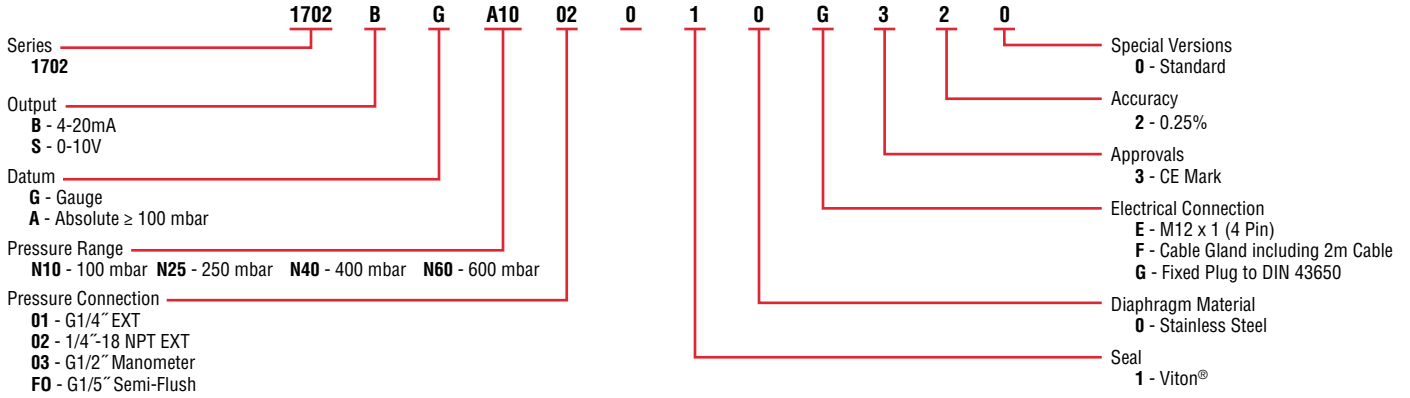 1702 B G A10 02 0 1 0 G 3 2 0
Series
1702
Output
B - 4-20mA
S - 0-10V
Datum
G - Gauge
A - Absolute ≥ 100 mbar
Pressure Range
N10 - 100 mbar N25 - 250 mbar N40 - 400 mbar N60 - 600 mbar
Pressure Connection
01 - G1/4˝ EXT
02 - 1/4˝-18 NPT EXT
03 - G1/2˝ Manometer
F0 - G1/5˝ Semi-Flush
Special Versions
0 - Standard
Accuracy
2 - 0.25%
Approvals
3 - CE Mark
Electrical Connection
E - M12 x 1 (4 Pin)
F - Cable Gland including 2m Cable
G - Fixed Plug to DIN 43650
Diaphragm Material
0 - Stainless Steel
Seal
1 - Viton®